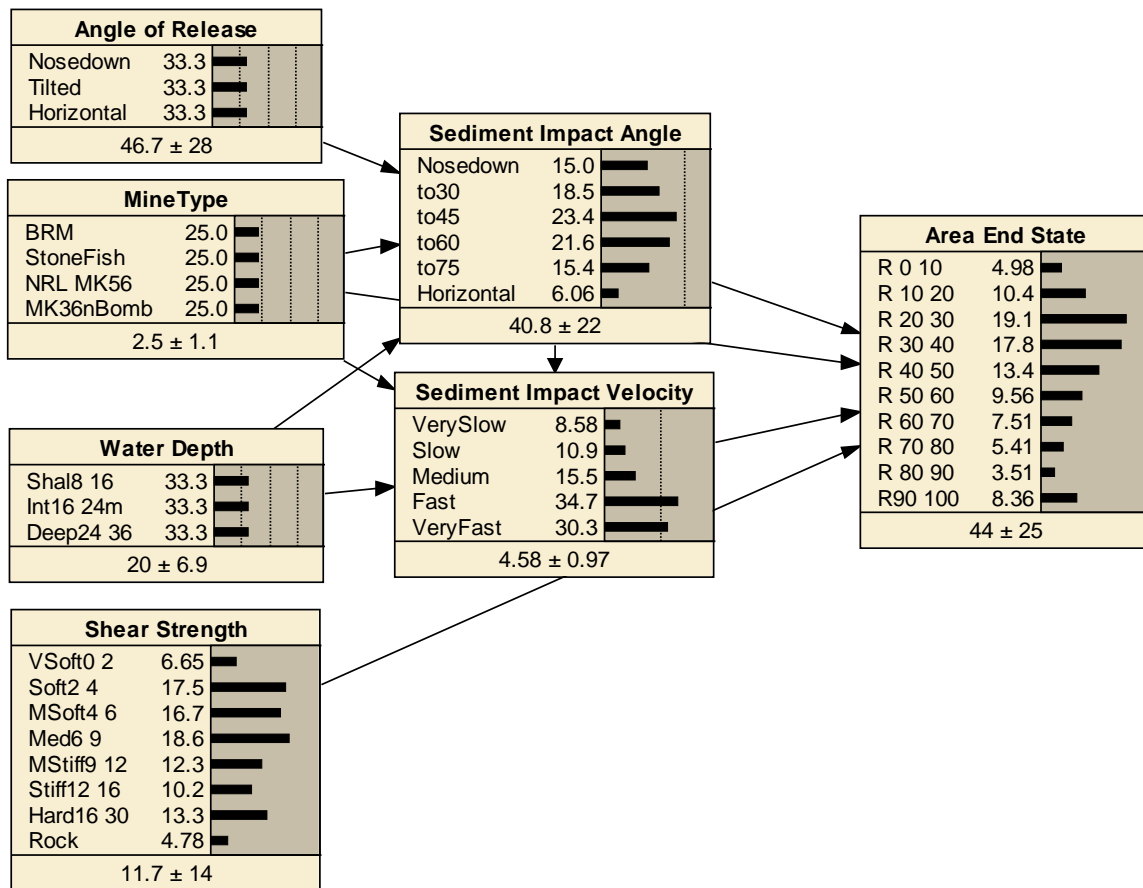 Angle of Release
Nosedown 33.3
Tilted 33.3
Horizontal 33.3
46.7 ± 28
MineType
BRM 25.0
StoneFish 25.0
NRL MK56 25.0
MK36nBomb 25.0
2.5 ± 1.1
Water Depth
Shal8 16 33.3
Int16 24m 33.3
Deep24 36 33.3
20 ± 6.9
Shear Strength
VSoft0 2 6.65
Soft2 4 17.5
MSoft4 6 16.7
Med6 9 18.6
MStiff9 12 12.3
Stiff12 16 10.2
Hard16 30 13.3
Rock 4.78
11.7 ± 14
Sediment Impact Angle
Nosedown 15.0
to30 18.5
to45 23.4
to60 21.6
to75 15.4
Horizontal 6.06
40.8 ± 22
Sediment Impact Velocity
VerySlow 8.58
Slow 10.9
Medium 15.5
Fast 34.7
VeryFast 30.3
4.58 ± 0.97
Area End State
R 0 10 4.98
R 10 20 10.4
R 20 30 19.1
R 30 40 17.8
R 40 50 13.4
R 50 60 9.56
R 60 70 7.51
R 70 80 5.41
R 80 90 3.51
R90 100 8.36
44 ± 25